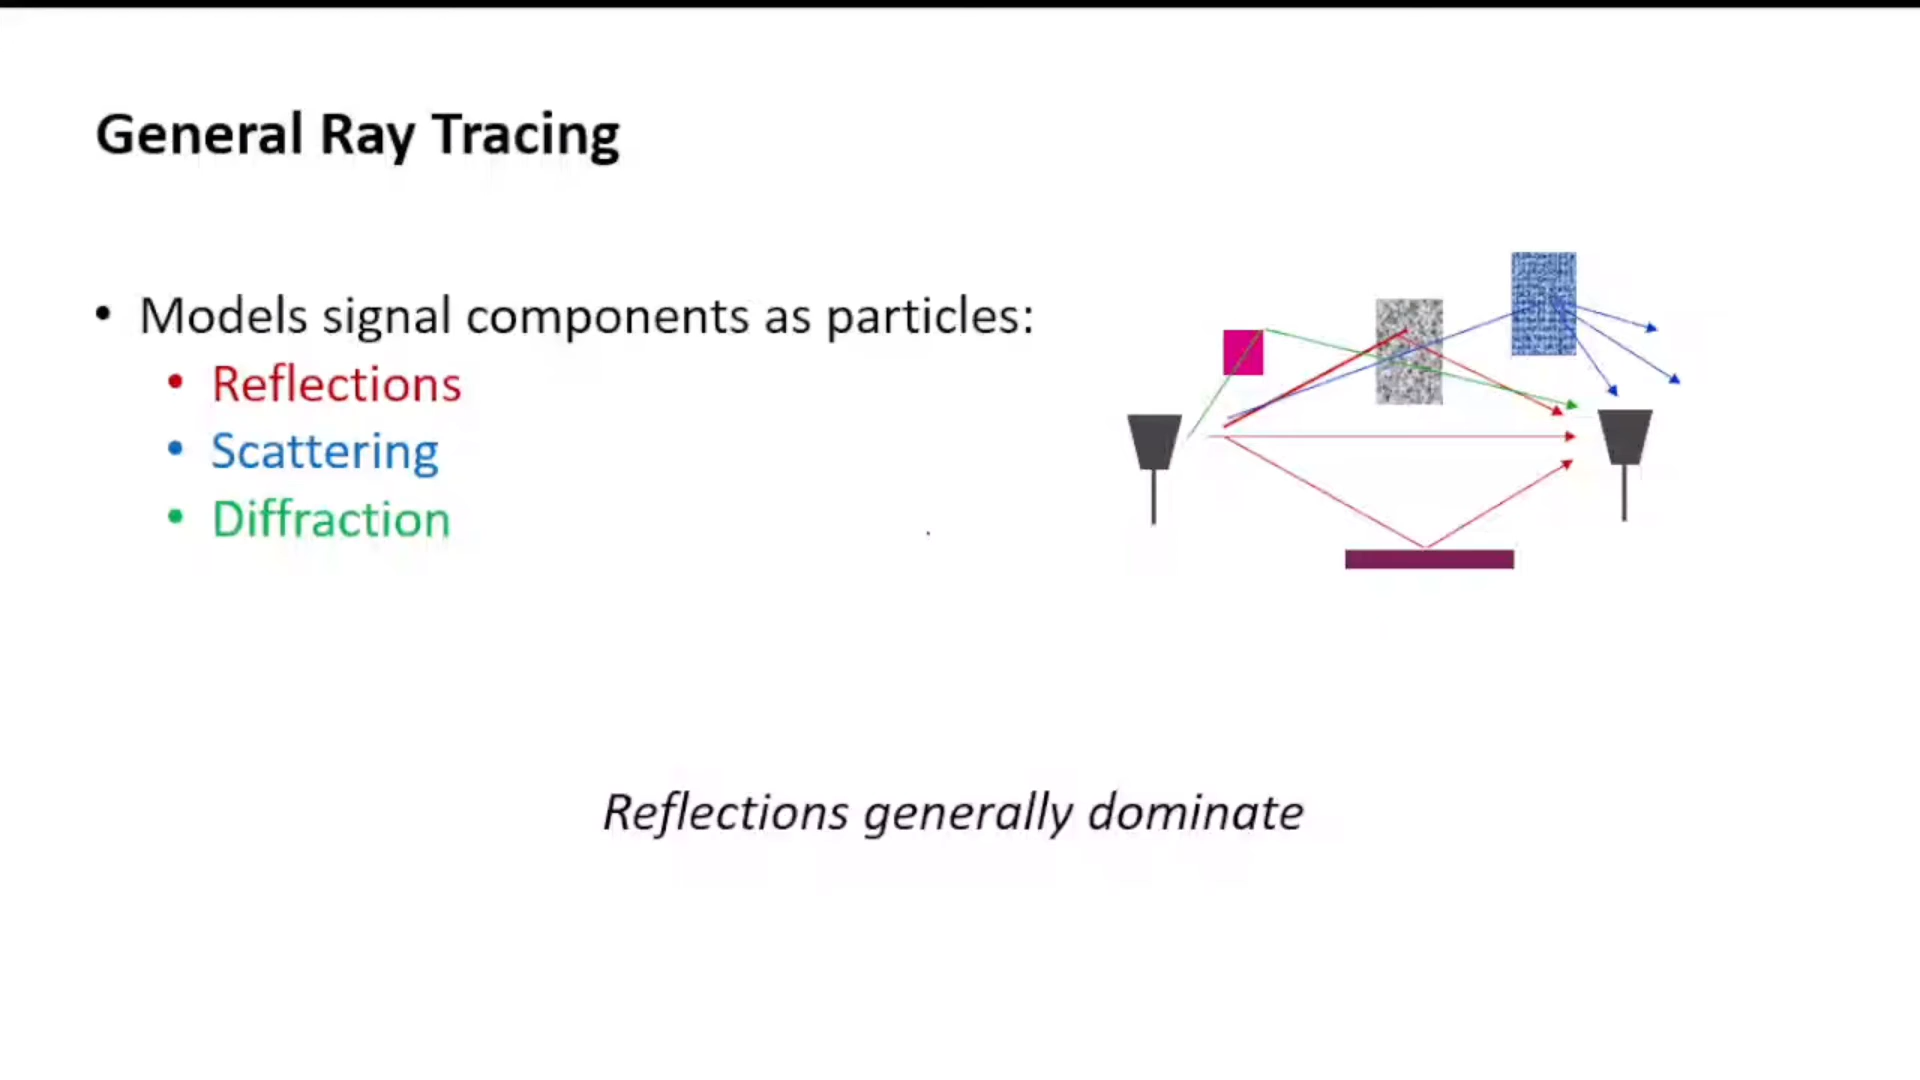 General Ray Tracing
• Models signal components as particles:
• Reflections
• Scattering
• Diffraction
Reflections generally dominate